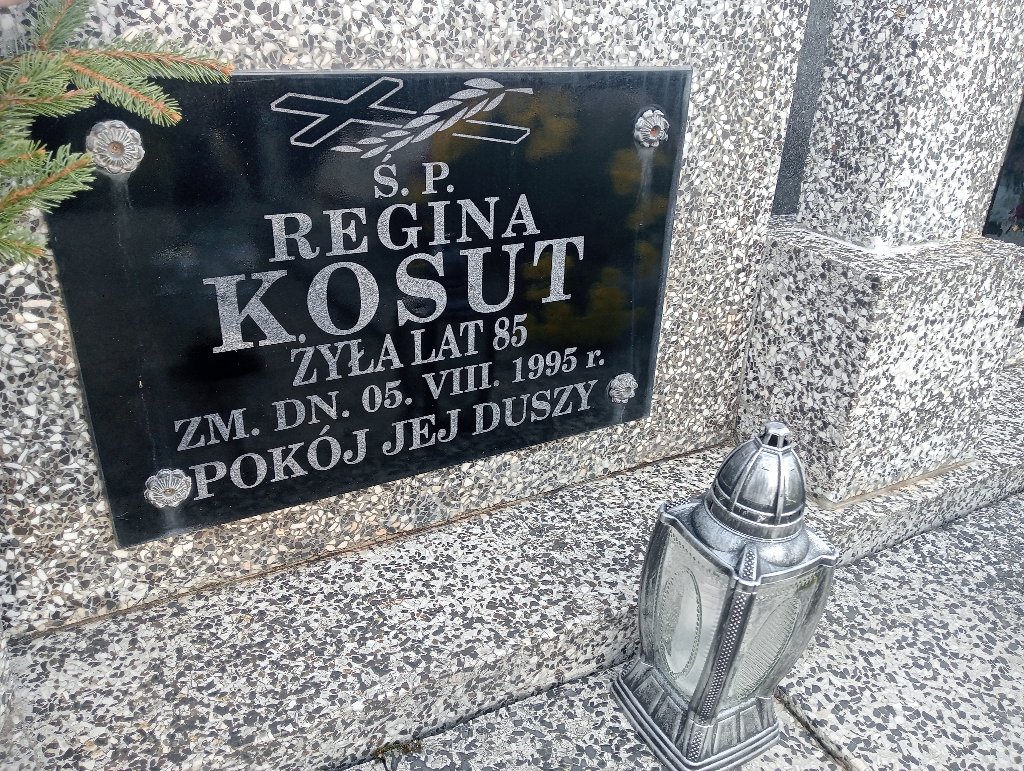 Ś. P.
REGINA
KOSUT
ŻYŁA LAT 85
ZM. DN. 05. VIII. 1995 r.
POKÓJ JEJ DUSZY